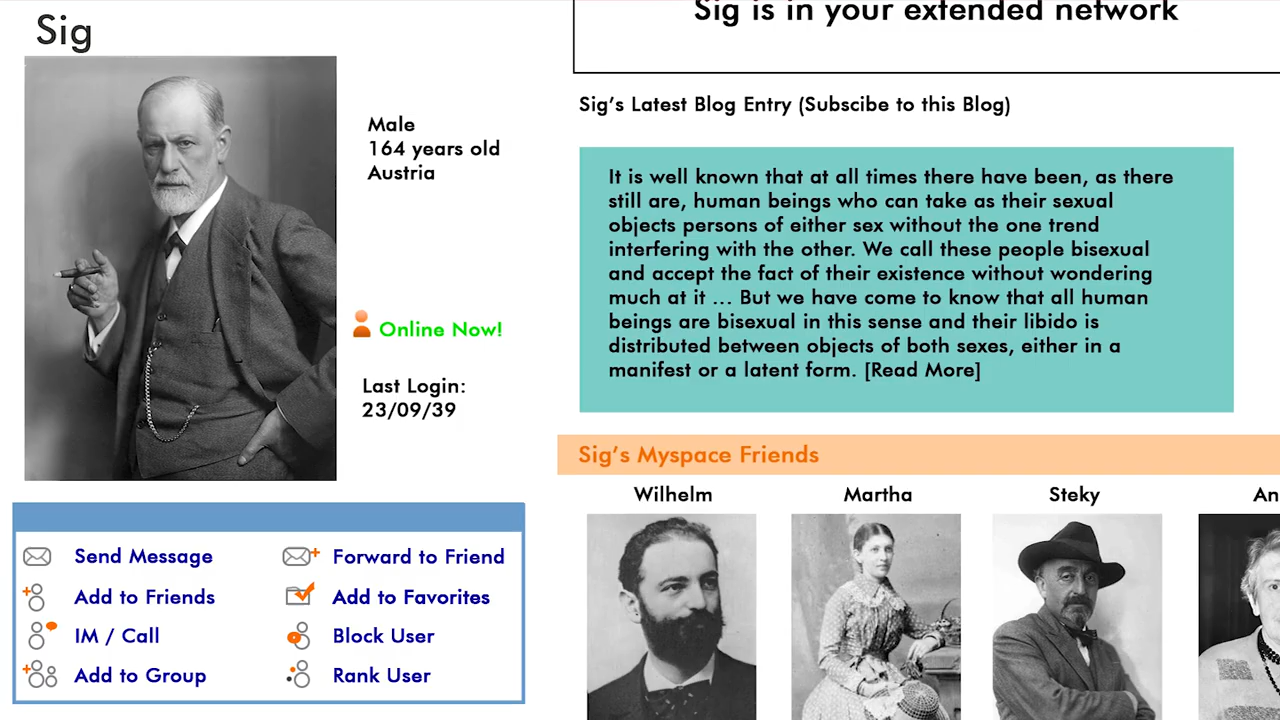 Sig
Male
164 years old
Austria
Online Now!
Last Login:
23/09/39
Send Message
Forward to Friend
Add to Friends
Add to Favorites
IM / Call
Block User
Add to Group
Rank User
Sig is in your extended network
Sig's Latest Blog Entry (Subscibe to this Blog)
It is well known that at all times there have been, as there
still are, human beings who can take as their sexual
objects persons of either sex without the one trend
interfering with the other. We call these people bisexual
and accept the fact of their existence without wondering
much at it ... But we have come to know that all human
beings are bisexual in this sense and their libido is
distributed between objects of both sexes, either in a
manifest or a latent form. [Read More]
Sig's Myspace Friends
Wilhelm
Martha
Steky
An